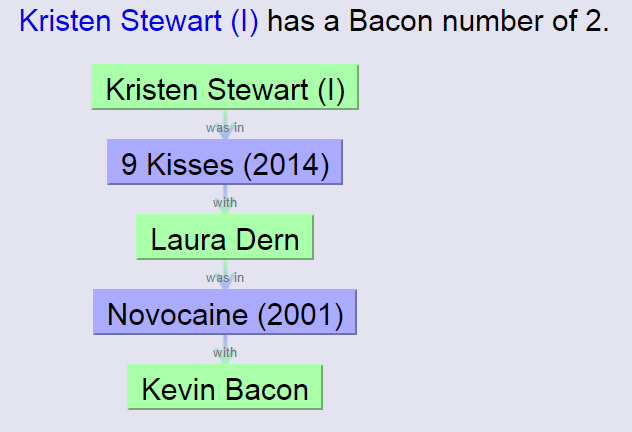 Kristen Stewart (I) has a Bacon number of 2.
Kristen Stewart (I)
was in
9 Kisses (2014)
with
Laura Dern
was in
Novocaine (2001)
with
Kevin Bacon